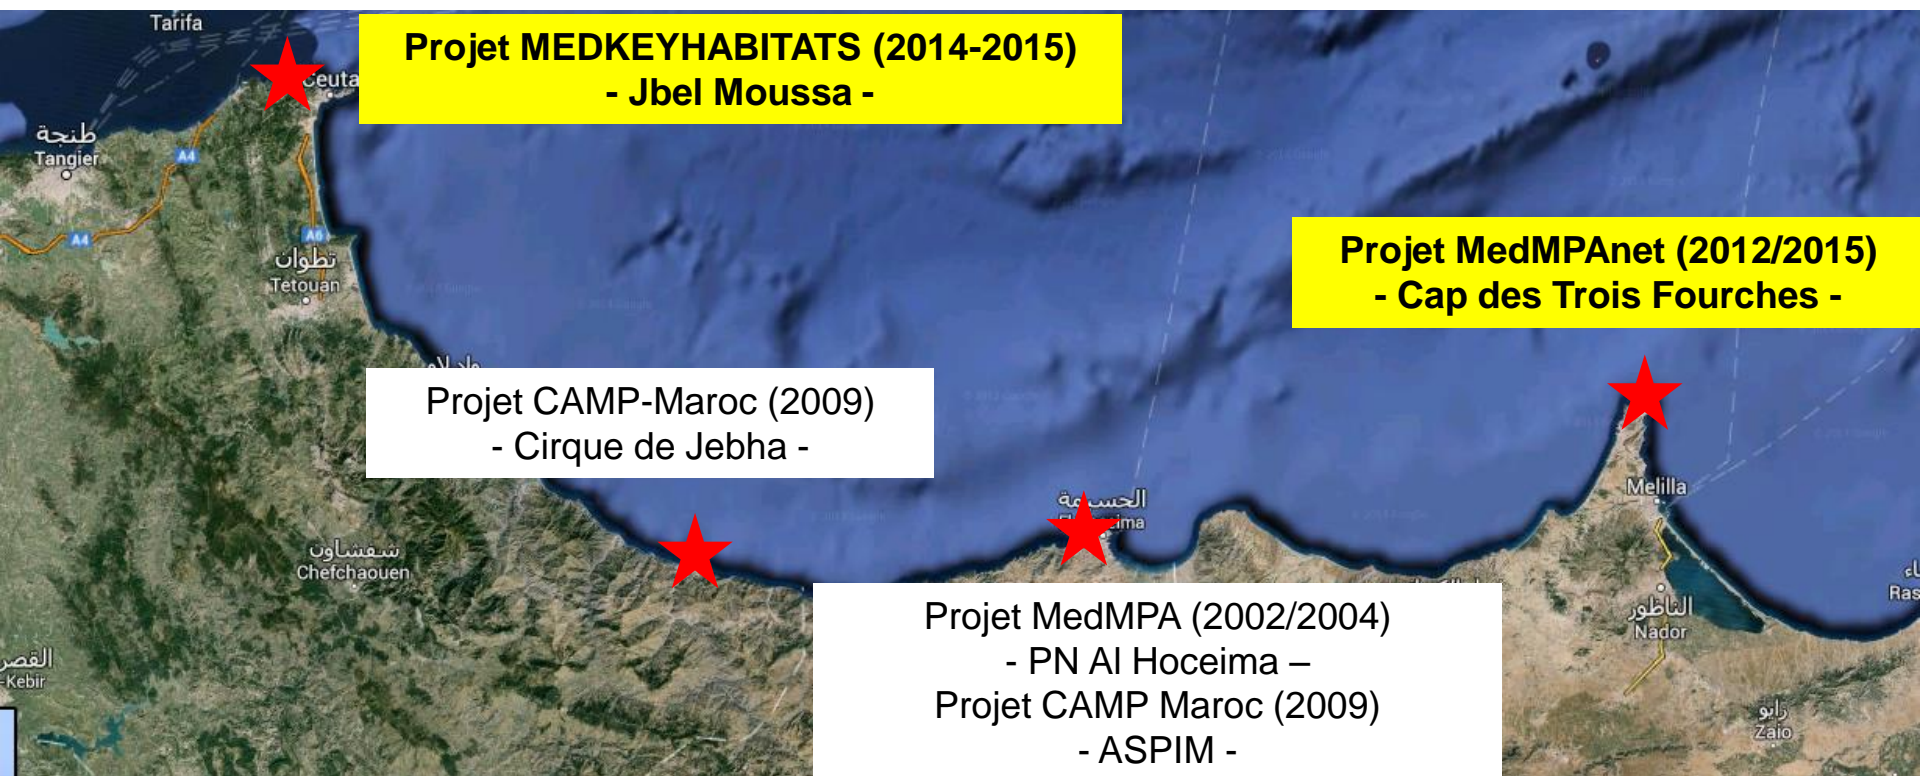 Tarifa
Projet MEDKEYHABITATS (2014-2015)
- Jbel Moussa -
Ceuta
طنجة
Tangier
A4
A4
A6
تطوان
Tétouan
Projet MedMPAnet (2012/2015)
- Cap des Trois Fourches -
Projet CAMP-Maroc (2009)
- Cirque de Jebha -
الحسيمة
Melilla
شفشاون
Chefchaouen
الناظور
Nador
Ras
Projet MedMPA (2002/2004)
- PN Al Hoceima –
Projet CAMP Maroc (2009)
- ASPIM -
القصر
-Kebir
زايو
Zaio